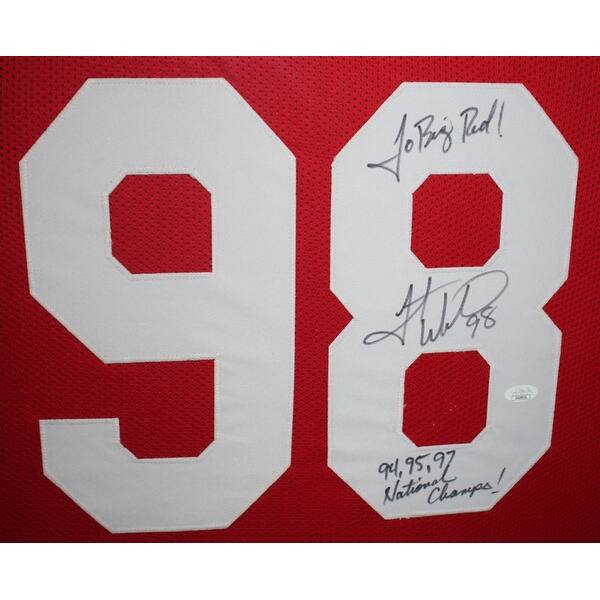 98
Go Big Red!
98
94, 95, 97
National
Champs!